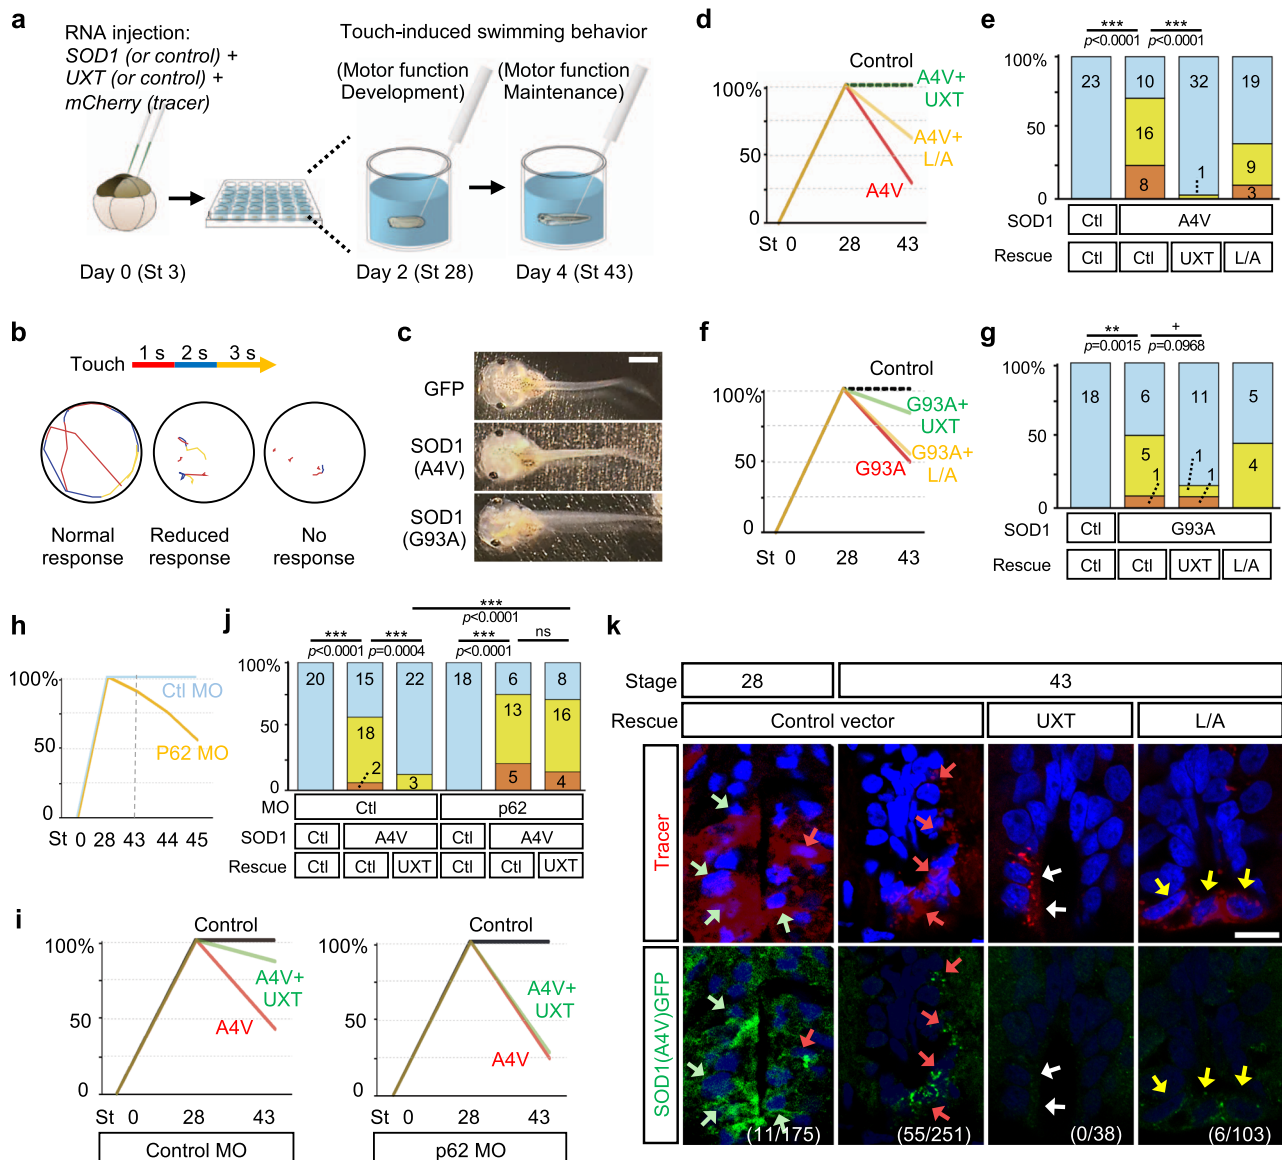 a
RNA injection:
SOD1 (or control) +
UXT (or control) +
mCherry (tracer)
Touch-induced swimming behavior
(Motor function
Development)
(Motor function
Maintenance)
Day 0 (St 3)
Day 2 (St 28)
Day 4 (St 43)
b
Touch
1 s
2 s
3 s
Normal
response
Reduced
response
No
response
c
GFP
SOD1
(A4V)
SOD1
(G93A)
d
Control
100%
50
0
A4V+
UXT
A4V+
L/A
A4V
St 0 28 43
e
*** ***
p<0.0001 p<0.0001
100%
50
0
23 10 32 19
16 1 9
8 3
SOD1 Ctl A4V
Rescue Ctl Ctl UXT L/A
f
Control
100%
50
0
G93A+
UXT
G93A+
L/A
G93A
St 0 28 43
g
** +
p=0.0015 p=0.0968
100%
50
0
18 6 11 5
5 1 1 1 4
SOD1 Ctl G93A
Rescue Ctl Ctl UXT L/A
h
100%
50
0
Ctl MO
P62 MO
St 0 28 43 44 45
j
***
p<0.0001
*** *** *** ns
p<0.0001 p=0.0004 p<0.0001
100%
50
0
20 15 22 18 6 8
18 13 16
2 3 5 4
MO Ctl p62
SOD1 Ctl A4V Ctl A4V
Rescue Ctl Ctl UXT Ctl Ctl UXT
i
Control
100%
50
0
A4V+
UXT
A4V
St 0 28 43
Control MO
Control
100%
50
0
A4V+
UXT
A4V
St 0 28 43
p62 MO
k
Stage 28 43
Rescue Control vector UXT L/A
Tracer
SOD1(A4V)GFP
(11/175) (55/251) (0/38) (6/103)